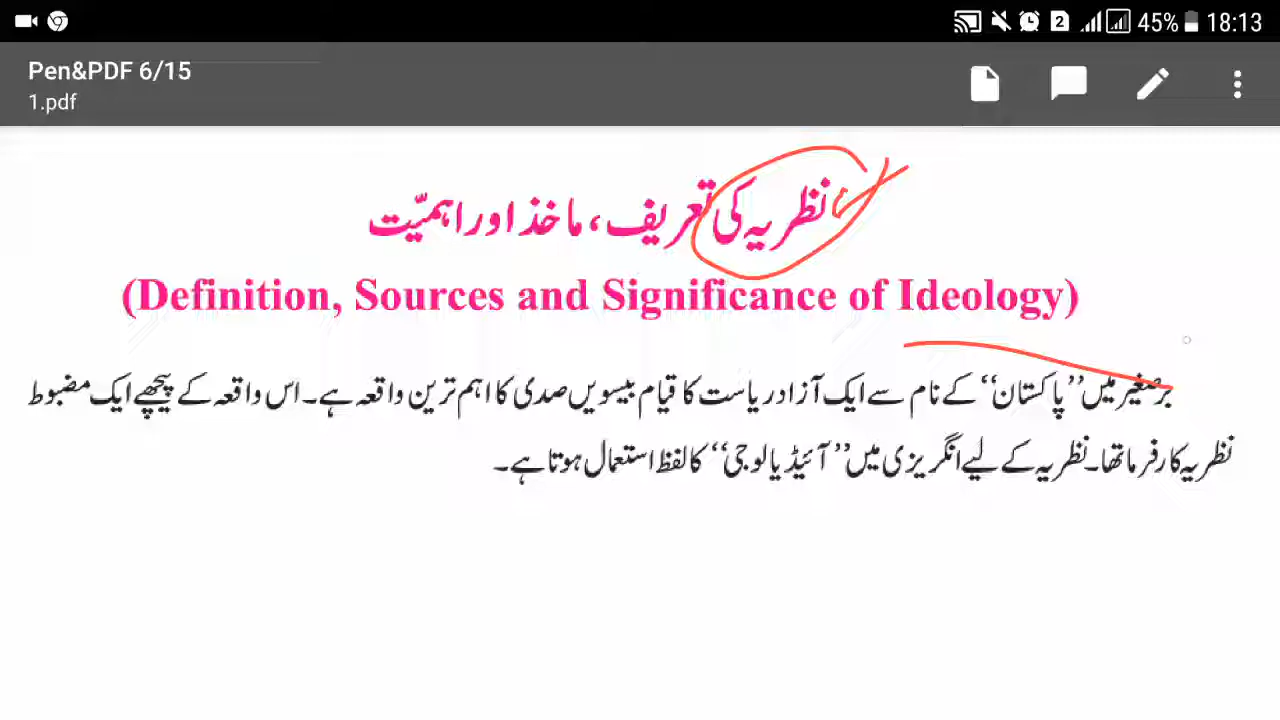 2 45% 18:13
Pen&PDF 6/15
1.pdf
نظریہ کی تعریف، ماخذ اور اہمیّت
(Definition, Sources and Significance of Ideology)
برصغیر میں ’’پاکستان‘‘ کے نام سے ایک آزاد ریاست کا قیام بیسویں صدی کا اہم ترین واقعہ ہے۔ اس واقعہ کے پیچھے ایک مضبوط
نظریہ کارفرما تھا۔ نظریہ کے لیے انگریزی میں ’’آئیڈیالوجی‘‘ کا لفظ استعمال ہوتا ہے۔